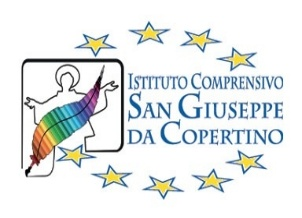 ISTITUTO COMPRENSIVO
SAN GIUSEPPE
DA COPERTINO